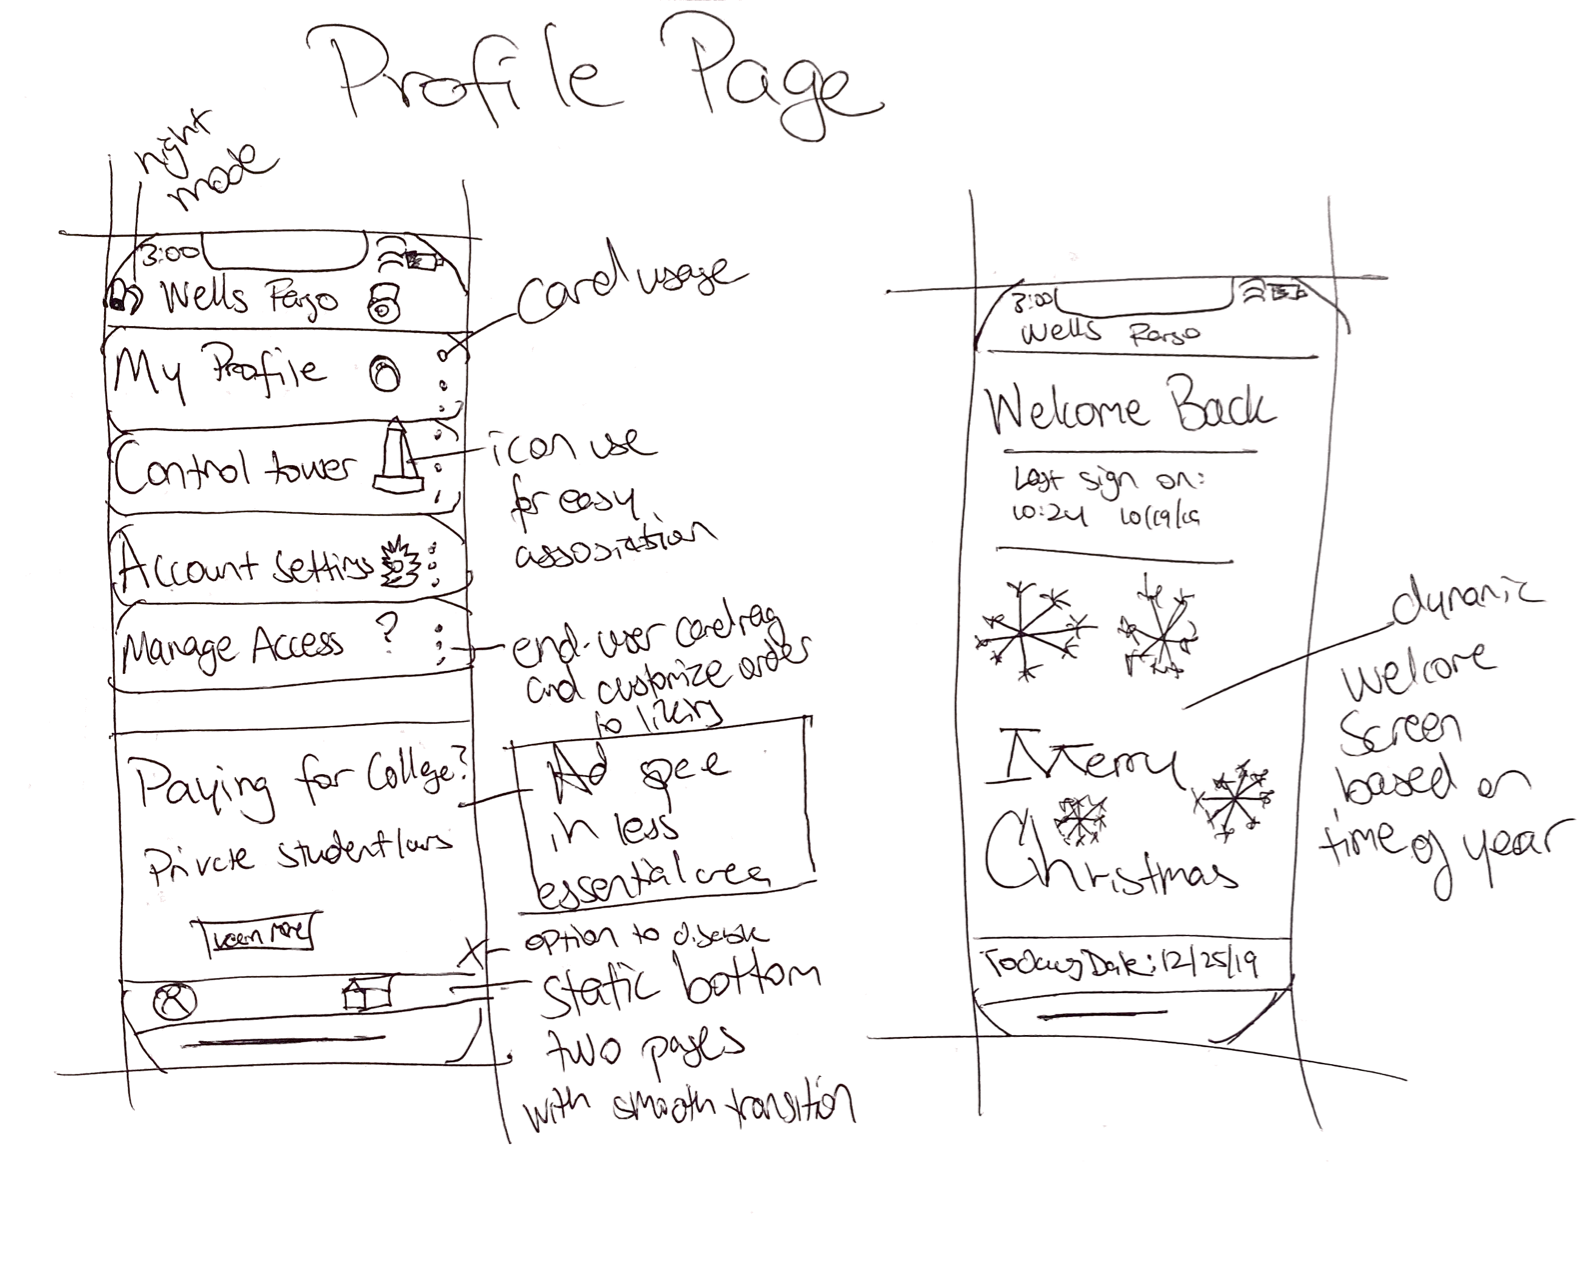 Profile Page
night
mode
3:00
Wells Fargo
card usage
My Profile
Control tower
icon use
for easy
assosiation
Account settings
Manage Access ?
end-user can drag
and customize order
to liking
Paying for College?
Private student loans
Learn more
Ad space
in less
essential area
X
option to
static bottom
two pages
with smooth transition
3:00
Wells Fargo
Welcome Back
Last sign on:
10:24 10/19/19
dynamic
welcome
screen
based on
time of year
Merry
Christmas
Todays Date: 12/25/19